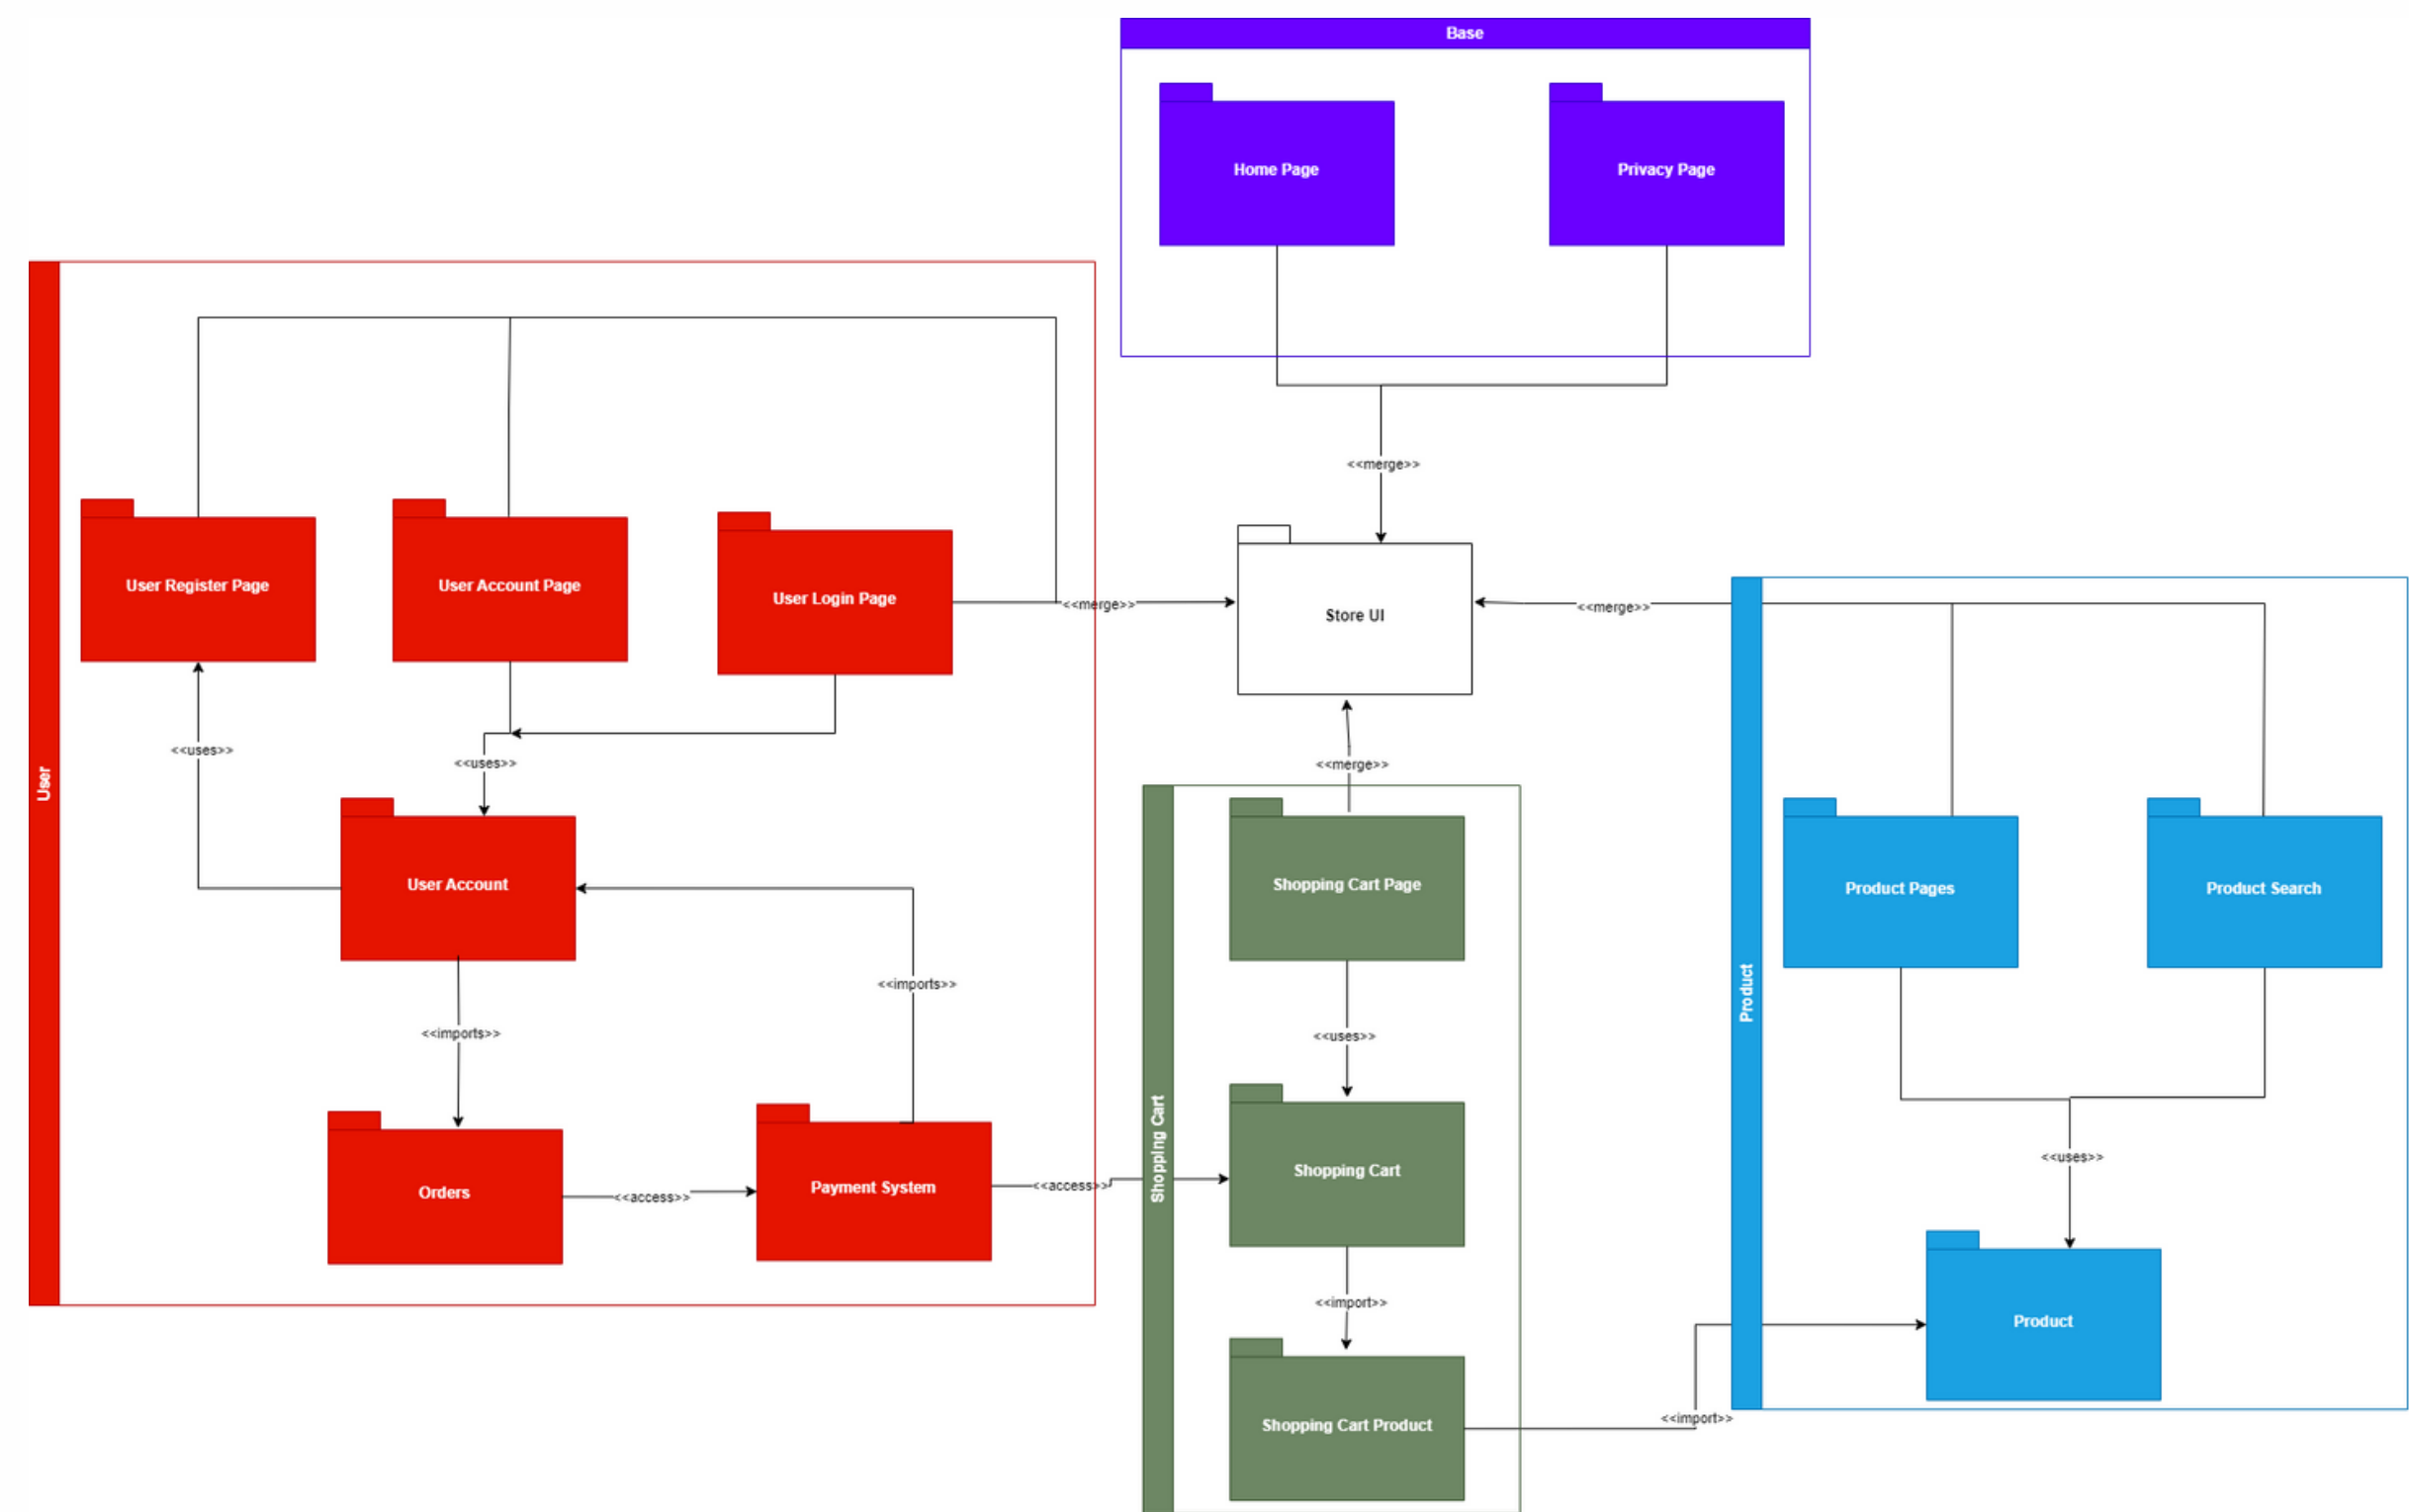 Base
Home Page
Privacy Page
<<merge>>
User
User Register Page
User Account Page
User Login Page
<<merge>>
Store UI
<<merge>>
<<uses>>
<<uses>>
<<merge>>
User Account
<<imports>>
<<imports>>
Orders
<<access>>
Payment System
<<access>>
Shopping Cart
Shopping Cart Page
<<uses>>
Shopping Cart
<<import>>
Shopping Cart Product
<<import>>
Product
Product Pages
Product Search
<<uses>>
Product